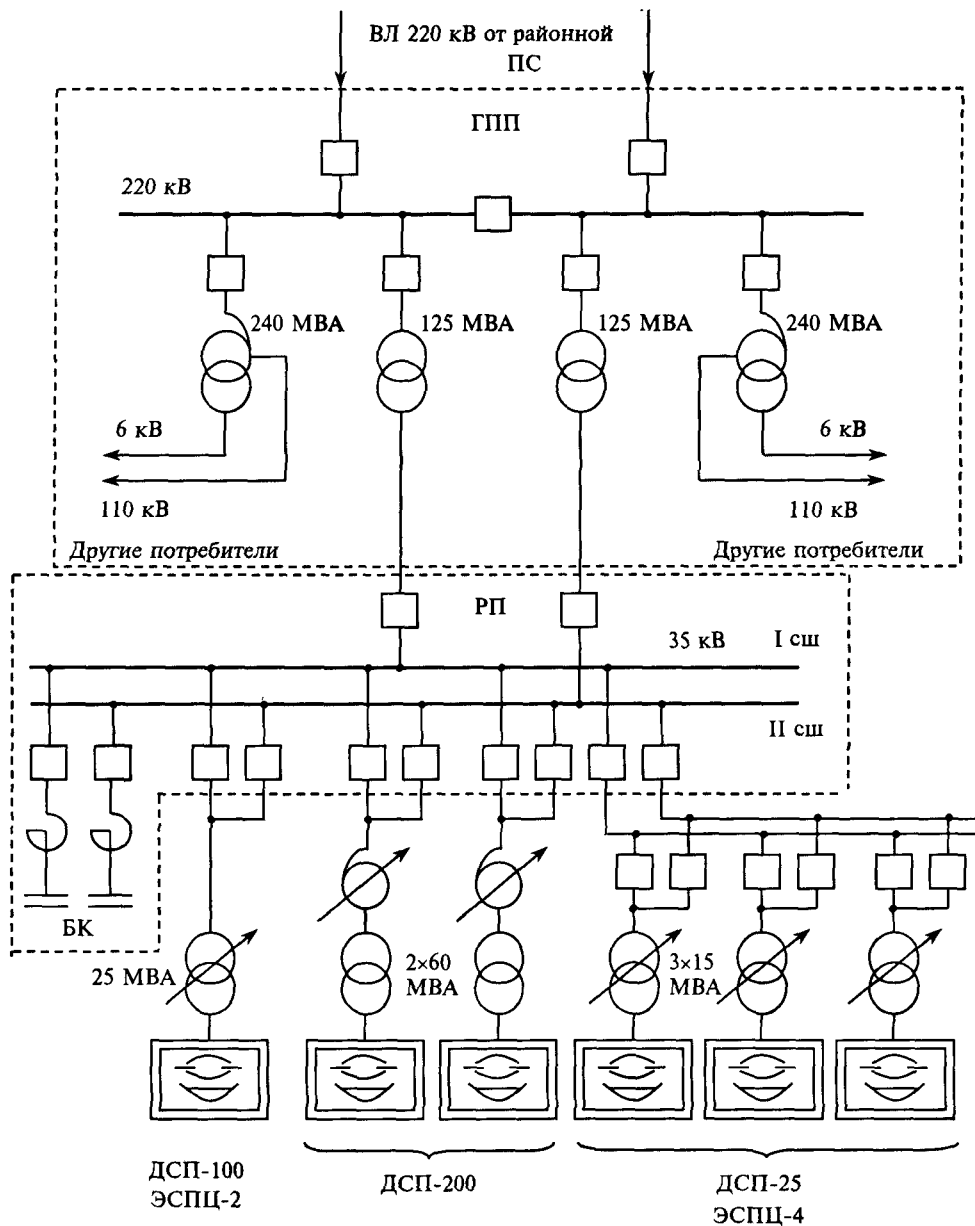 ВЛ 220 кВ от районной
ПС
ГПП
220 кВ
240 МВА
125 МВА
125 МВА
240 МВА
6 кВ
6 кВ
110 кВ
110 кВ
Другие потребители
Другие потребители
РП
35 кВ
I сш
II сш
БК
25 МВА
2×60
МВА
3×15
МВА
ДСП-100
ЭСПЦ-2
ДСП-200
ДСП-25
ЭСПЦ-4